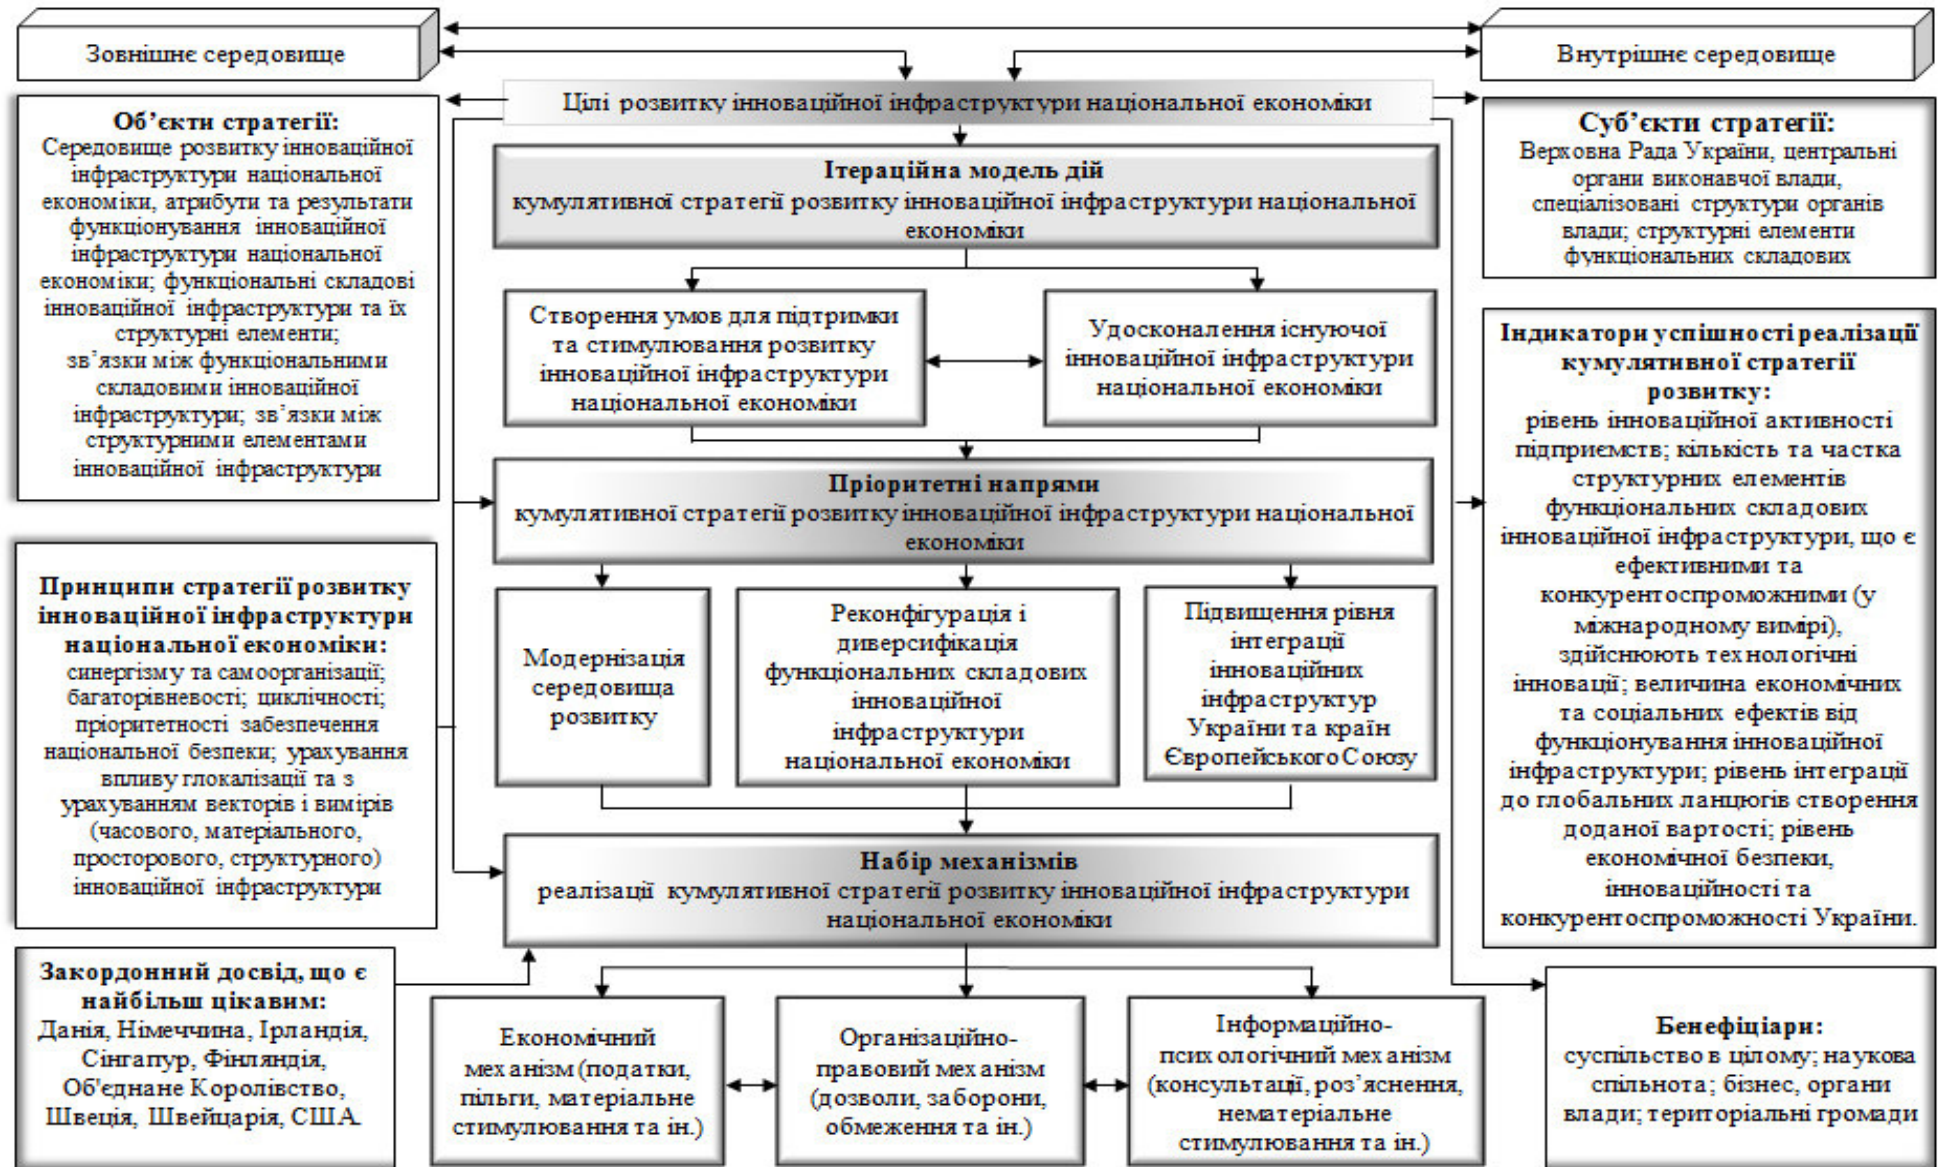 Зовнішнє середовище
Внутрішнє середовище
Цілі розвитку інноваційної інфраструктури національної економіки
Об’єкти стратегії:
Середовище розвитку інноваційної
інфраструктури національної
економіки, атрибути та результати
функціонування інноваційної
інфраструктури національної
економіки; функціональні складові
інноваційної інфраструктури та їх
структурні елементи;
зв’язки між функціональними
складовими інноваційної
інфраструктури; зв’язки між
структурними елементами
інноваційної інфраструктури
Суб’єкти стратегії:
Верховна Рада України, центральні
органи виконавчої влади,
спеціалізовані структури органів
влади; структурні елементи
функціональних складових
Ітераційна модель дій
кумулятивної стратегії розвитку інноваційної інфраструктури національної
економіки
Створення умов для підтримки
та стимулювання розвитку
інноваційної інфраструктури
національної економіки
Удосконалення існуючої
інноваційної інфраструктури
національної економіки
Індикатори успішності реалізації
кумулятивної стратегії
розвитку:
рівень інноваційної активності
підприємств; кількість та частка
структурних елементів
функціональних складових
інноваційної інфраструктури, що є
ефективними та
конкурентоспроможними (у
міжнародному вимірі),
здійснюють технологічні
інновації; величина економічних
та соціальних ефектів від
функціонування інноваційної
інфраструктури; рівень інтеграції
до глобальних ланцюгів створення
доданої вартості; рівень
економічної безпеки,
інноваційності та
конкурентоспроможності України.
Пріоритетні напрями
кумулятивної стратегії розвитку інноваційної інфраструктури національної
економіки
Принципи стратегії розвитку
інноваційної інфраструктури
національної економіки:
синергізму та самоорганізації;
багаторівневості; циклічності;
пріоритетності забезпечення
національної безпеки; урахування
впливу глокалізації та з
урахуванням векторів і вимірів
(часового, матеріального,
просторового, структурного)
інноваційної інфраструктури
Модернізація
середовища
розвитку
Реконфігурація і
диверсифікація
функціональних складових
інноваційної
інфраструктури
національної економіки
Підвищення рівня
інтеграції
інноваційних
інфраструктур
України та країн
Європейського Союзу
Набір механізмів
реалізації кумулятивної стратегії розвитку інноваційної інфраструктури
національної економіки
Закордонний досвід, що є
найбільш цікавим:
Данія, Німеччина, Ірландія,
Сінгапур, Фінляндія,
Об'єднане Королівство,
Швеція, Швейцарія, США.
Економічний
механізм (податки,
пільги, матеріальне
стимулювання та ін.)
Організаційно-
правовий механізм
(дозволи, заборони,
обмеження та ін.)
Інформаційно-
психологічний механізм
(консультації, роз’яснення,
нематеріальне
стимулювання та ін.)
Бенефіціари:
суспільство в цілому; наукова
спільнота; бізнес, органи
влади; територіальні громади